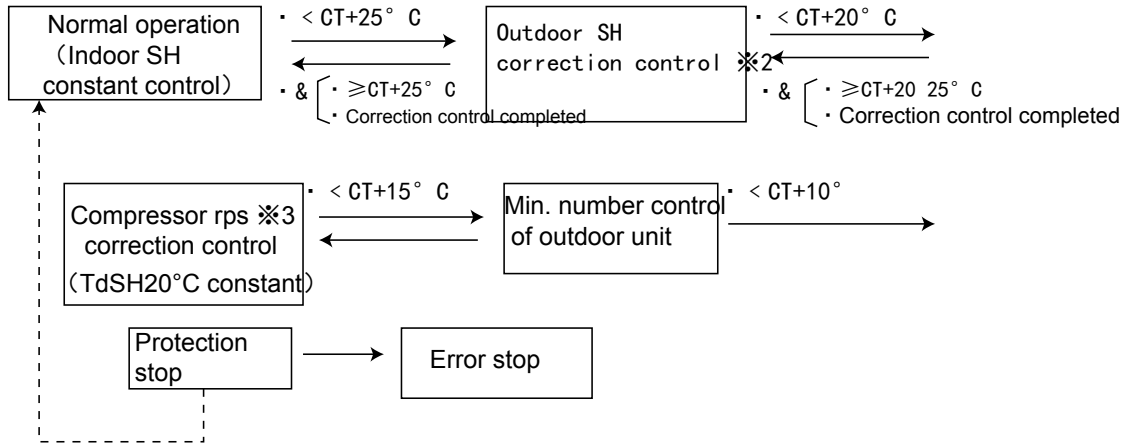 Normal operation
(Indoor SH
constant control)
・ < CT+25° C
・ & ・ ≥CT+25° C
・ Correction control completed
Outdoor SH
correction control ※2
・ < CT+20° C
・ & ・ ≥CT+20 25° C
・ Correction control completed
Compressor rps ※3
correction control
(TdSH20°C constant)
・ < CT+15° C
Min. number control
of outdoor unit
・ < CT+10°
Protection
stop
Error stop